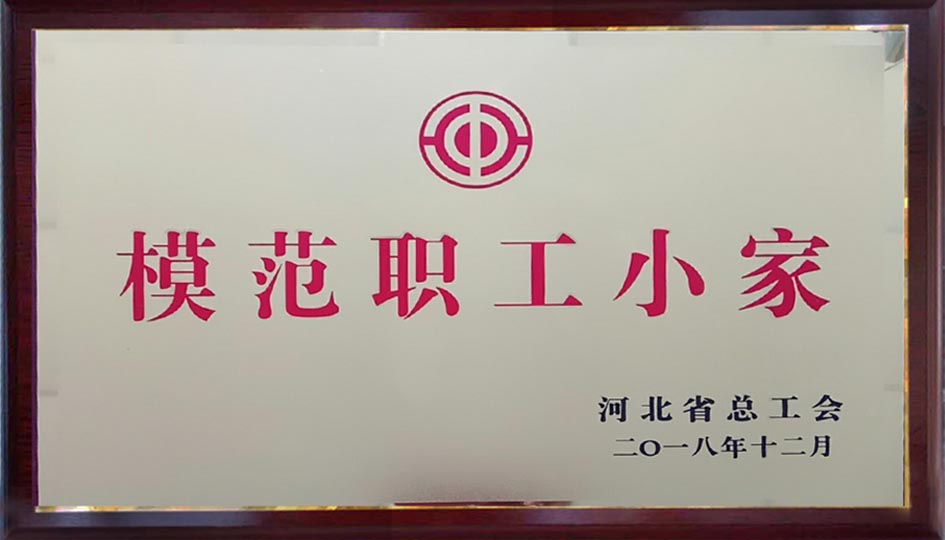 模范职工小家
河北省总工会
二〇一八年十二月